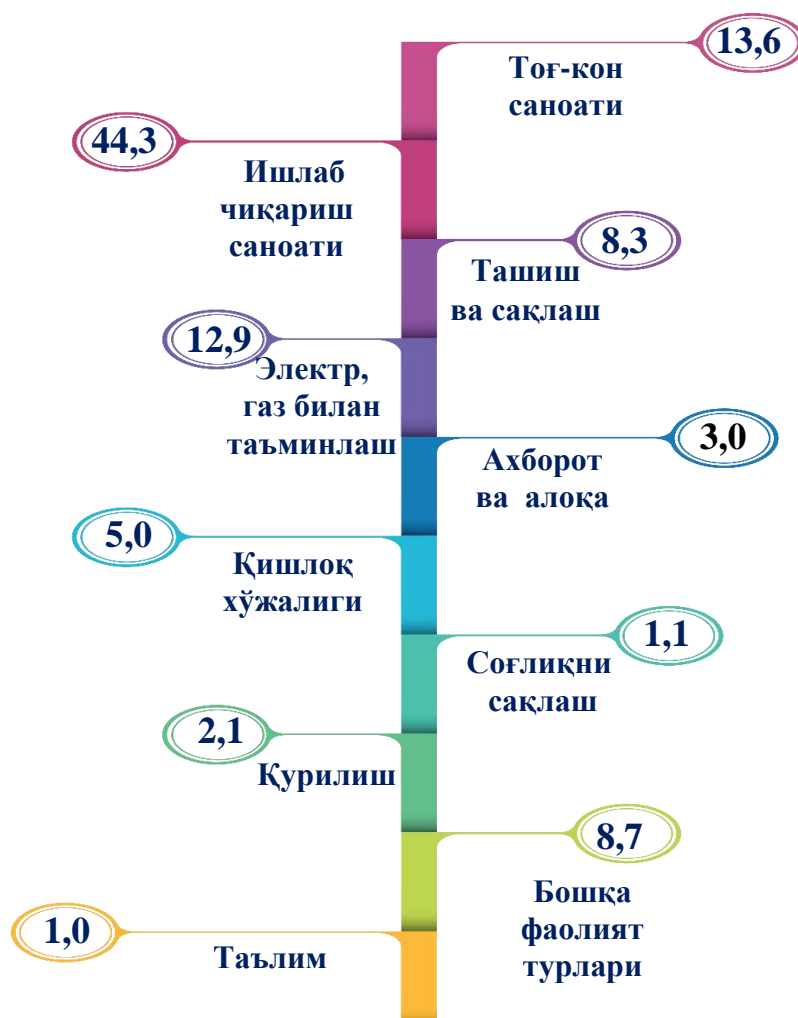 13,6
Тоғ-кон
саноати
44,3
Ишлаб
чиқариш
саноати
8,3
Ташиш
ва сақлаш
12,9
Электр,
газ билан
таъминлаш
3,0
Ахборот
ва алоқа
5,0
Қишлоқ
хўжалиги
1,1
Соғлиқни
сақлаш
2,1
Қурилиш
8,7
Бошқа
фаолият
турлари
1,0
Таълим